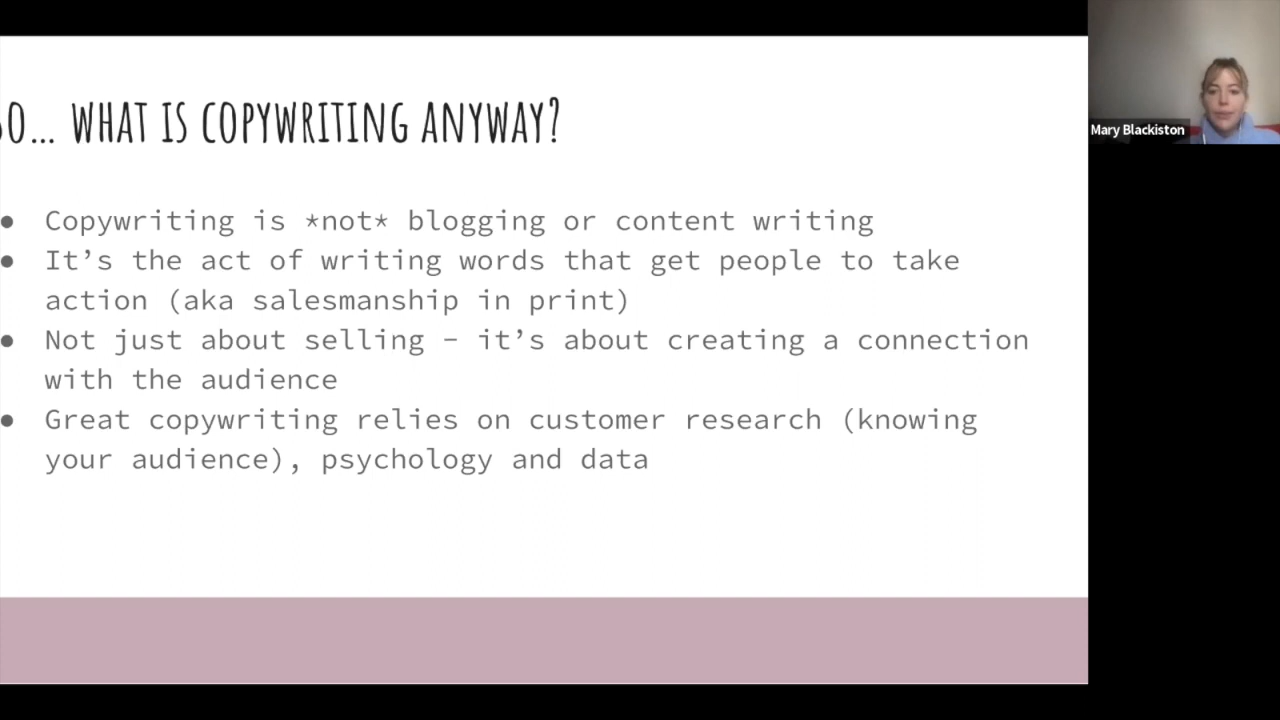 SO... WHAT IS COPYWRITING ANYWAY?
Mary Blackiston
● Copywriting is *not* blogging or content writing
● It’s the act of writing words that get people to take
action (aka salesmanship in print)
● Not just about selling – it’s about creating a connection
with the audience
● Great copywriting relies on customer research (knowing
your audience), psychology and data